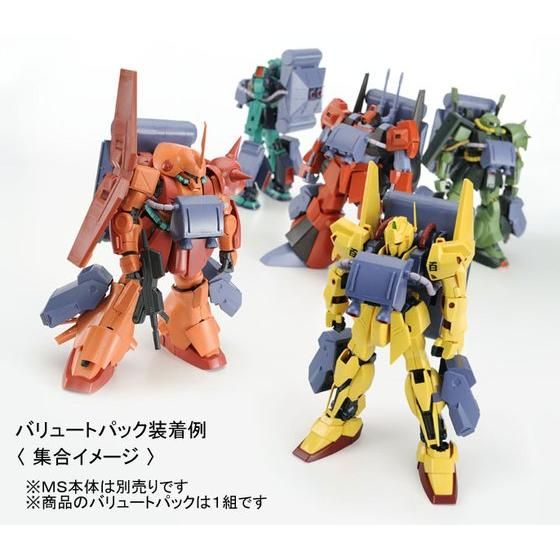 百
百
バリュートパック装着例
〈 集合イメージ 〉
※MS本体は別売りです
※商品のバリュートパックは1組です